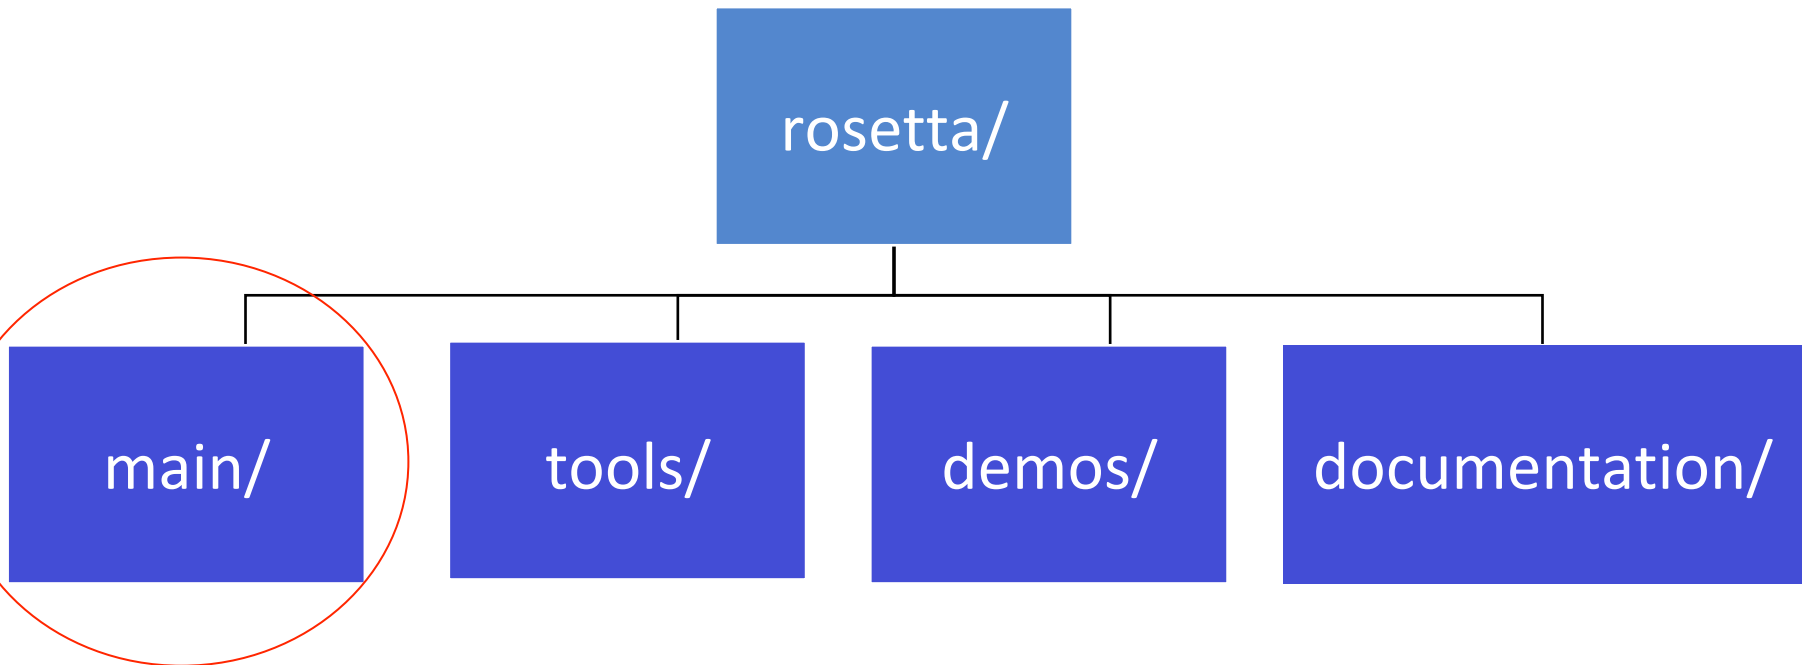 rosetta/
main/
tools/
demos/
documentation/